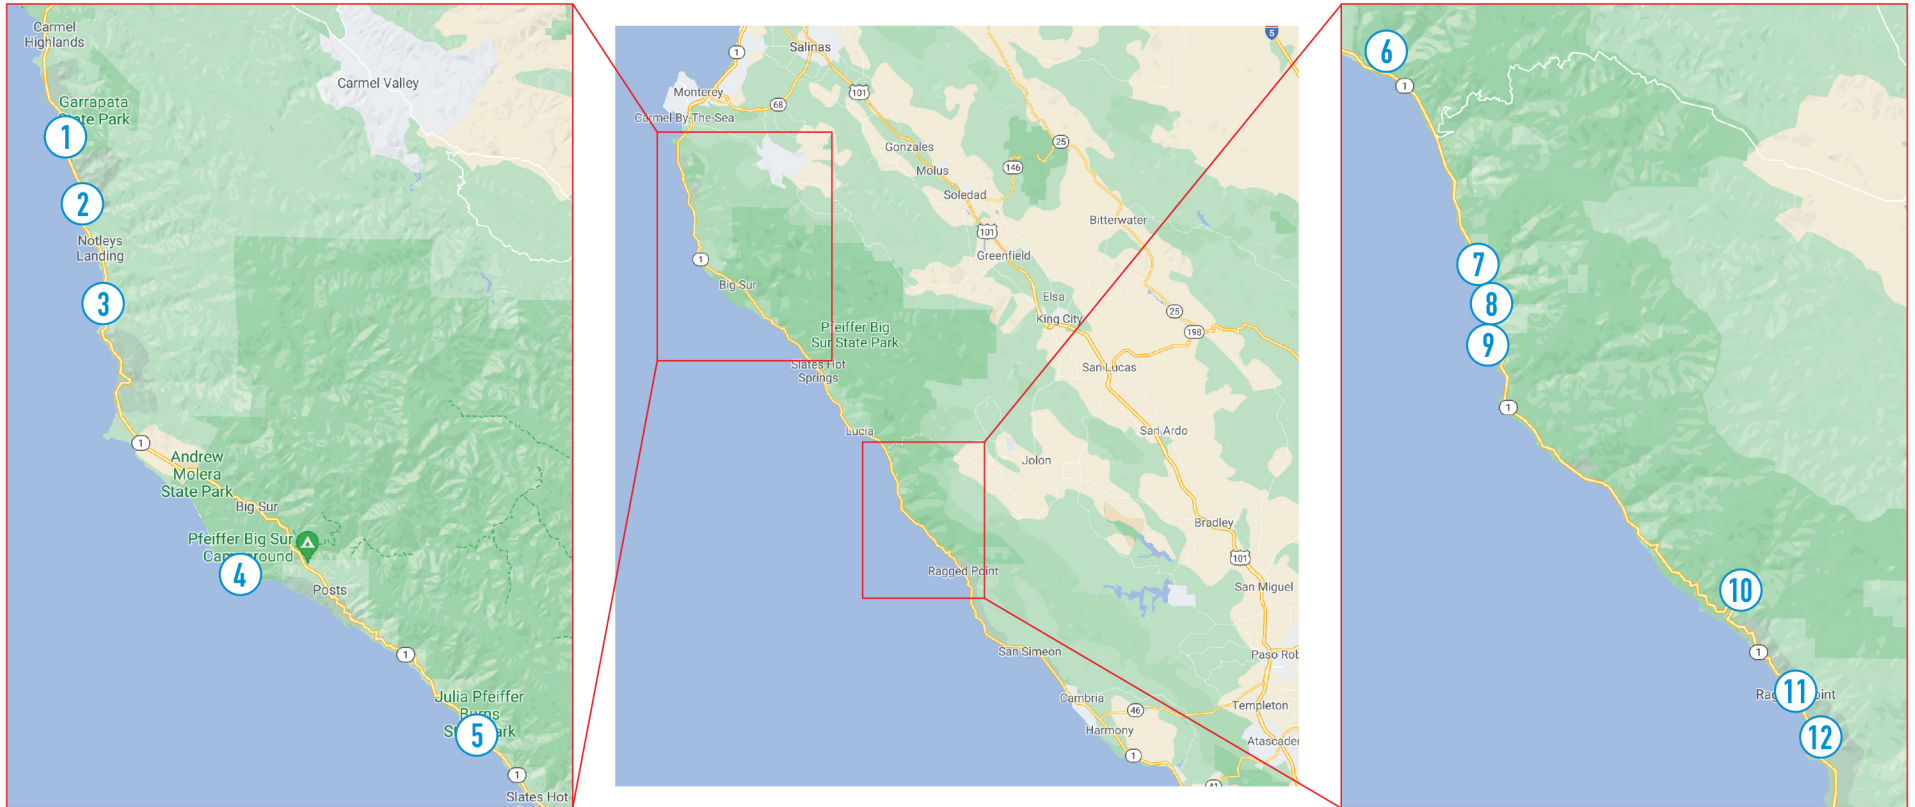 Carmel
Highlands
Carmel Valley
Garrapata
State Park
1
2
Notleys
Landing
3
1
Andrew
Molera
State Park
Big Sur
Pfeiffer Big Sur
Campground
4
Posts
1
Julia Pfeiffer
Burns
State Park
5
1
Slates Hot
5
1
Salinas
Monterey
101
68
Carmel-By-The-Sea
25
Gonzales
146
Molus
Soledad
Bitterwater
101
Greenfield
1
Big Sur
Elsa
25
King City
198
Pfeiffer Big
Sur State Park
Slates Hot
Springs
San Lucas
Lucia
San Ardo
Jolon
Bradley
101
Ragged Point
San Miguel
San Simeon
Paso Rob
Cambria
46
Templeton
Harmony
1
Atascader
41
6
1
7
8
9
1
10
1
Ragged Point
11
12